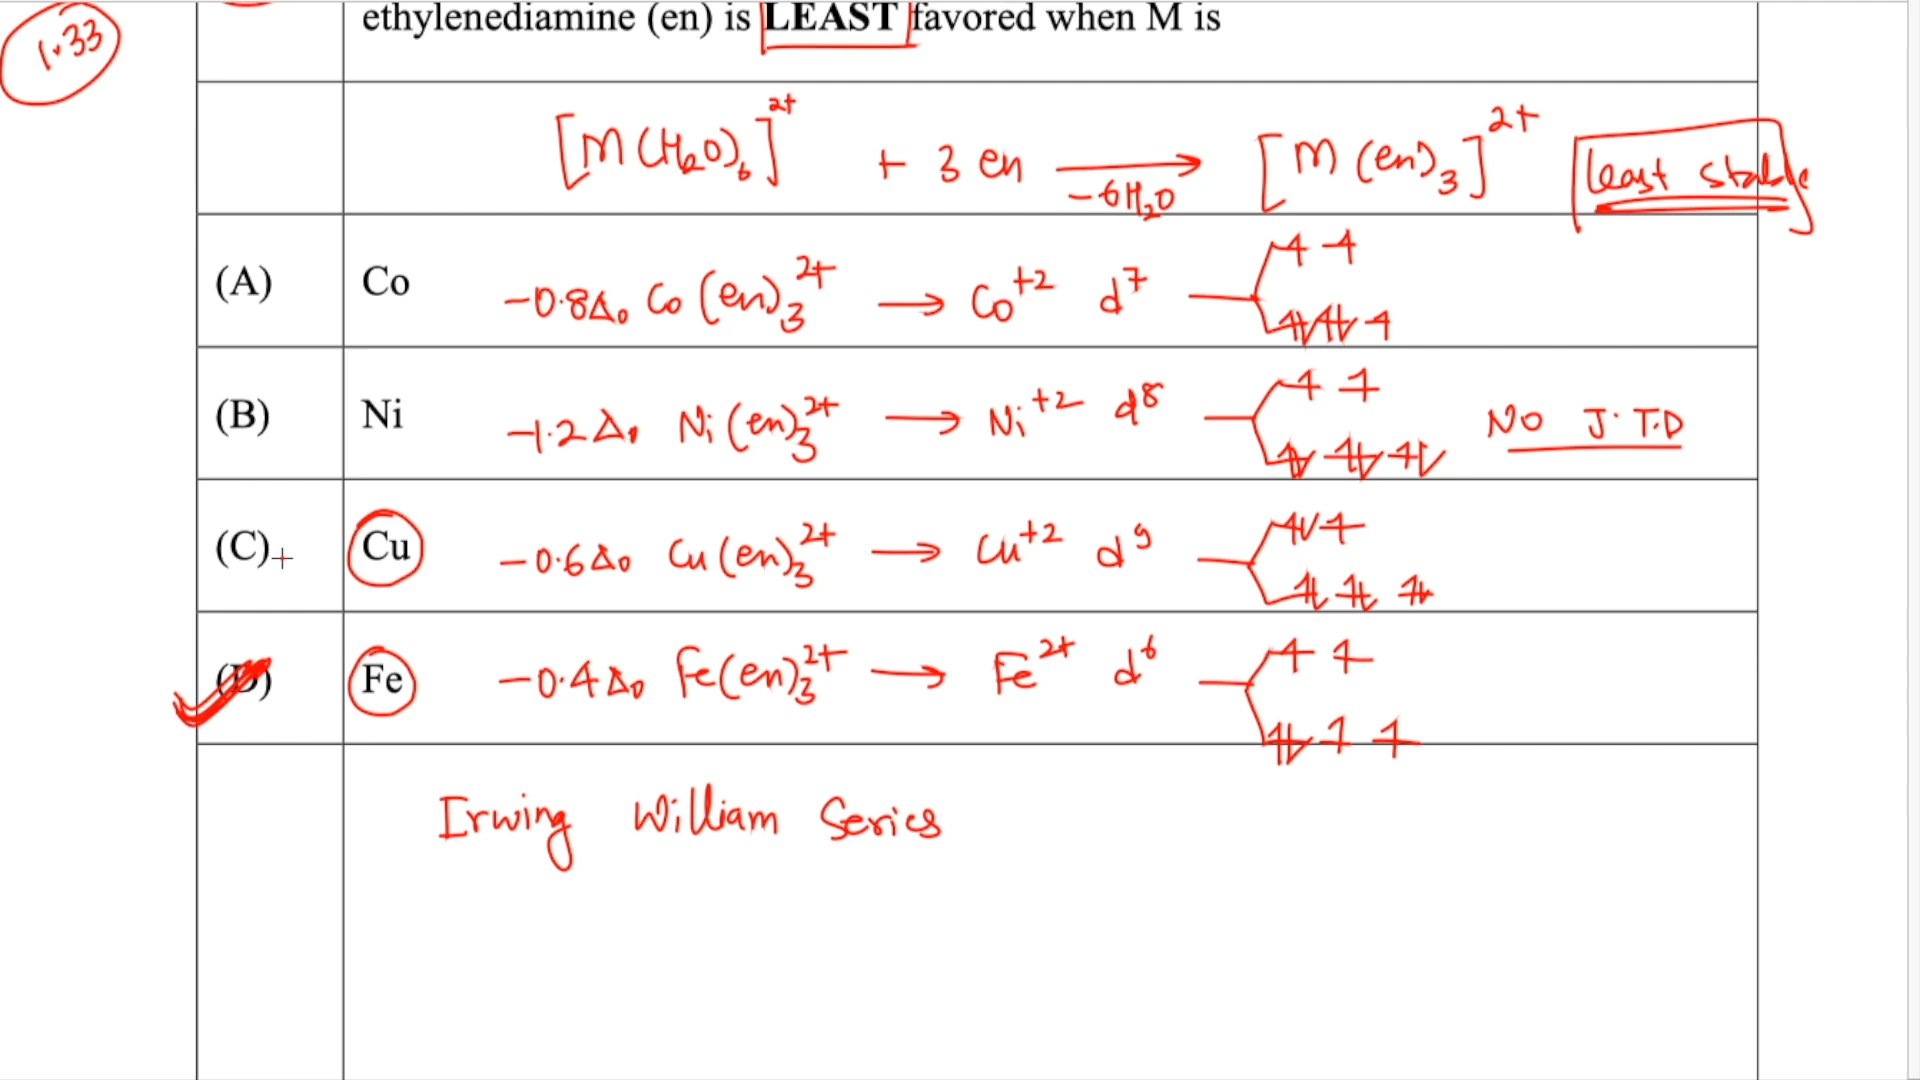 1.33
ethylenediamine (en) is LEAST favored when M is
[M(H2O)6]2+ + 3 en → [M(en)3]2+ least stable
-6H2O
(A) Co -0.8Δo Co(en)3 2+ → Co+2 d7
(B) Ni -1.2Δo Ni(en)3 2+ → Ni+2 d8 NO J.T.D
(C) Cu -0.6Δo Cu(en)3 2+ → Cu+2 d9
(D) Fe -0.4Δo Fe(en)3 2+ → Fe2+ d6
Irwing William Series